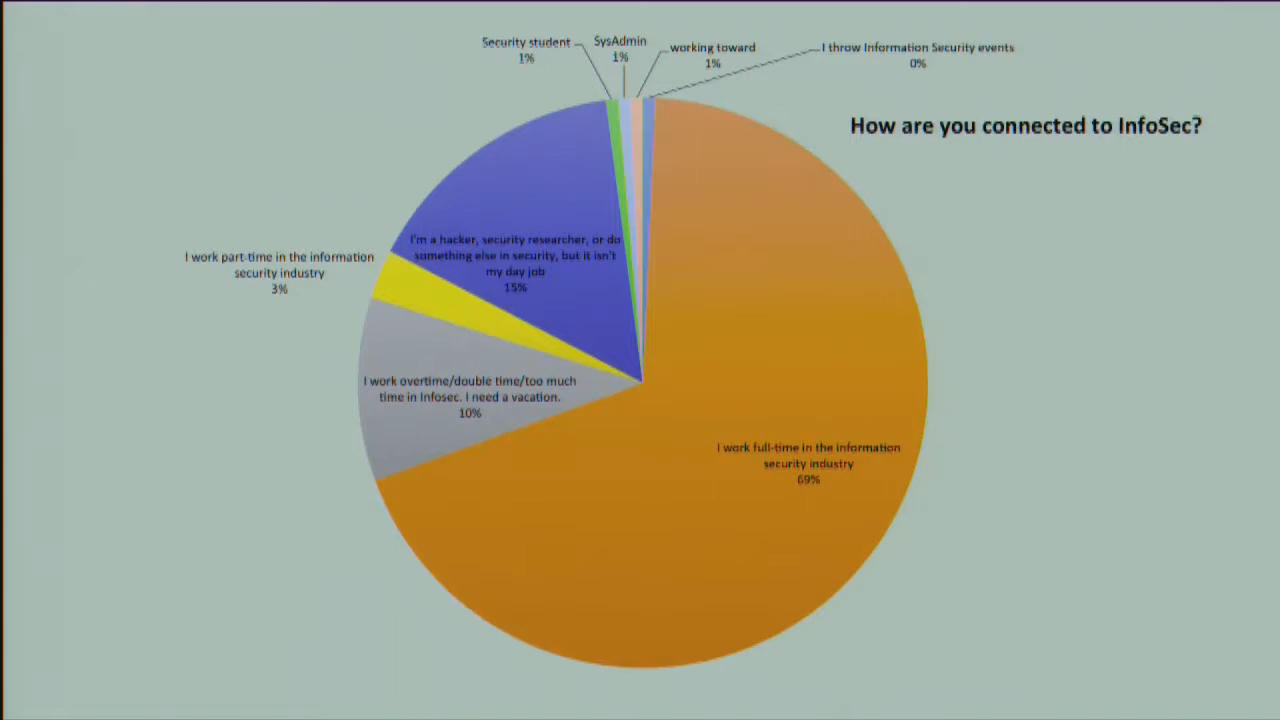 Security student
1%
SysAdmin
1%
working toward
1%
I throw Information Security events
0%
How are you connected to InfoSec?
I'm a hacker, security researcher, or do
something else in security, but it isn't
my day job
15%
I work part-time in the information
security industry
3%
I work overtime/double time/too much
time in Infosec. I need a vacation.
10%
I work full-time in the information
security industry
69%